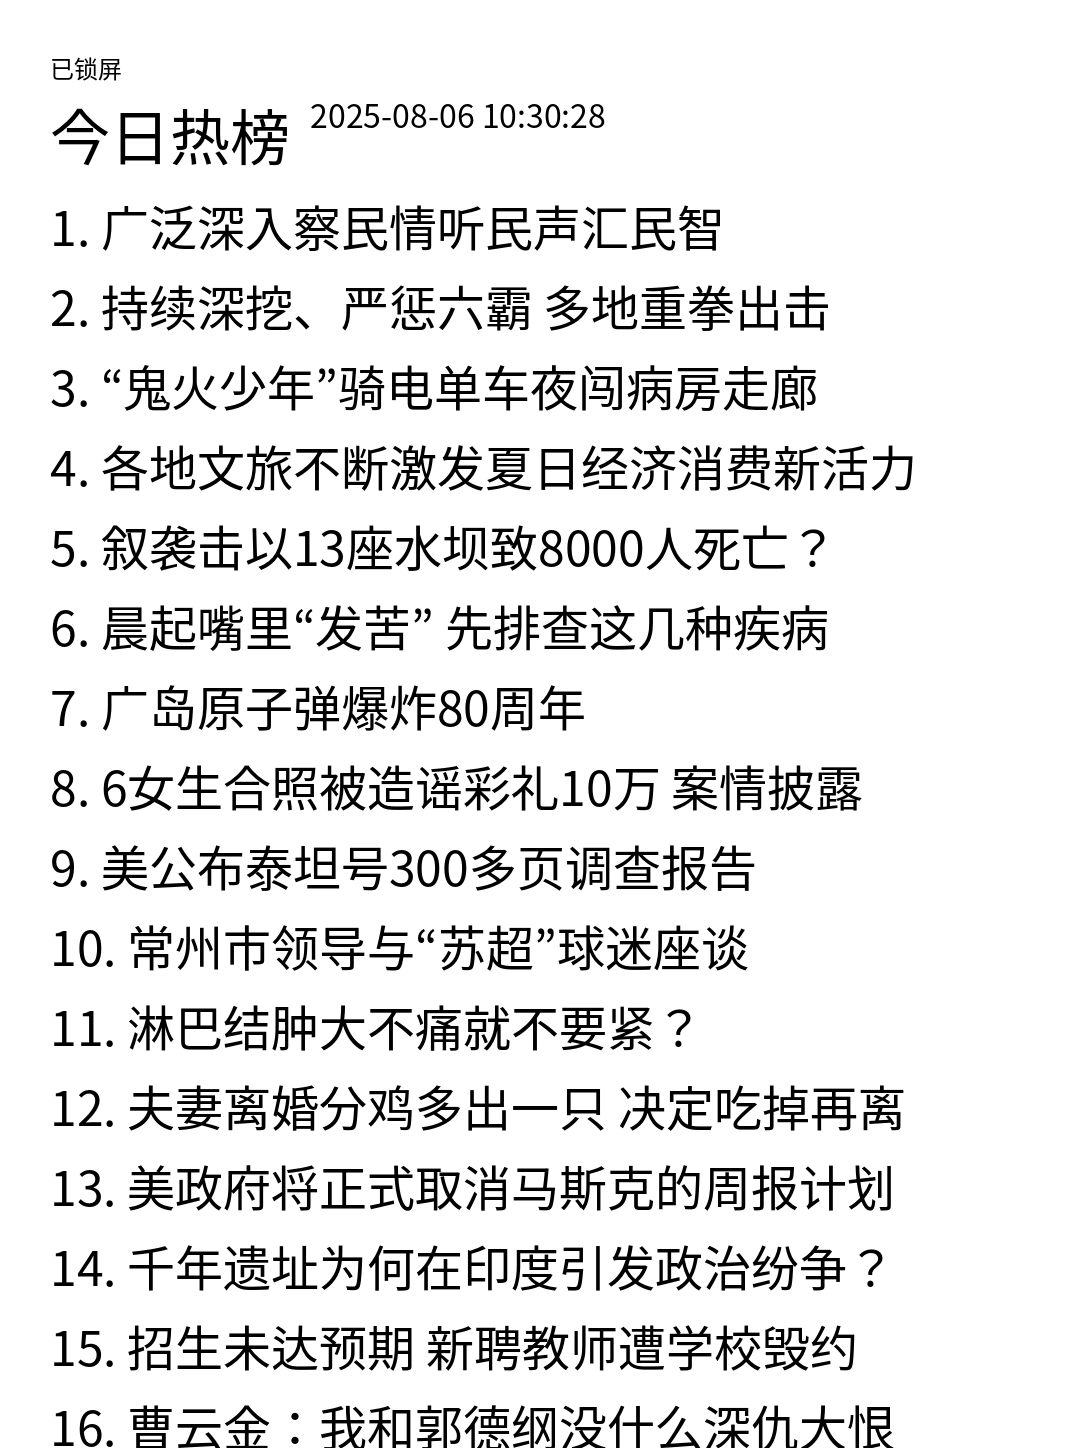 已锁屏
今日热榜 2025-08-06 10:30:28
1. 广泛深入察民情听民声汇民智
2. 持续深挖、严惩六霸 多地重拳出击
3. “鬼火少年”骑电单车夜闯病房走廊
4. 各地文旅不断激发夏日经济消费新活力
5. 叙袭击以13座水坝致8000人死亡？
6. 晨起嘴里“发苦” 先排查这几种疾病
7. 广岛原子弹爆炸80周年
8. 6女生合照被造谣彩礼10万 案情披露
9. 美公布泰坦号300多页调查报告
10. 常州市领导与“苏超”球迷座谈
11. 淋巴结肿大不痛就不要紧？
12. 夫妻离婚分鸡多出一只 决定吃掉再离
13. 美政府将正式取消马斯克的周报计划
14. 千年遗址为何在印度引发政治纷争？
15. 招生未达预期 新聘教师遭学校毁约
16. 曹云金：我和郭德纲没什么深仇大恨